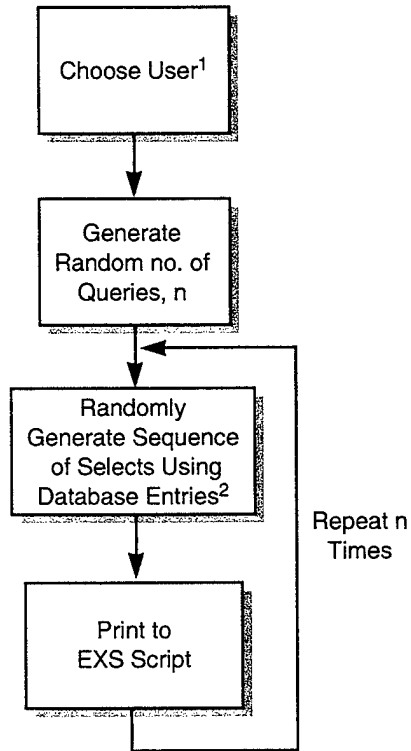 Choose User¹
Generate
Random no. of
Queries, n
Randomly
Generate Sequence
of Selects Using
Database Entries²
Repeat n
Times
Print to
EXS Script